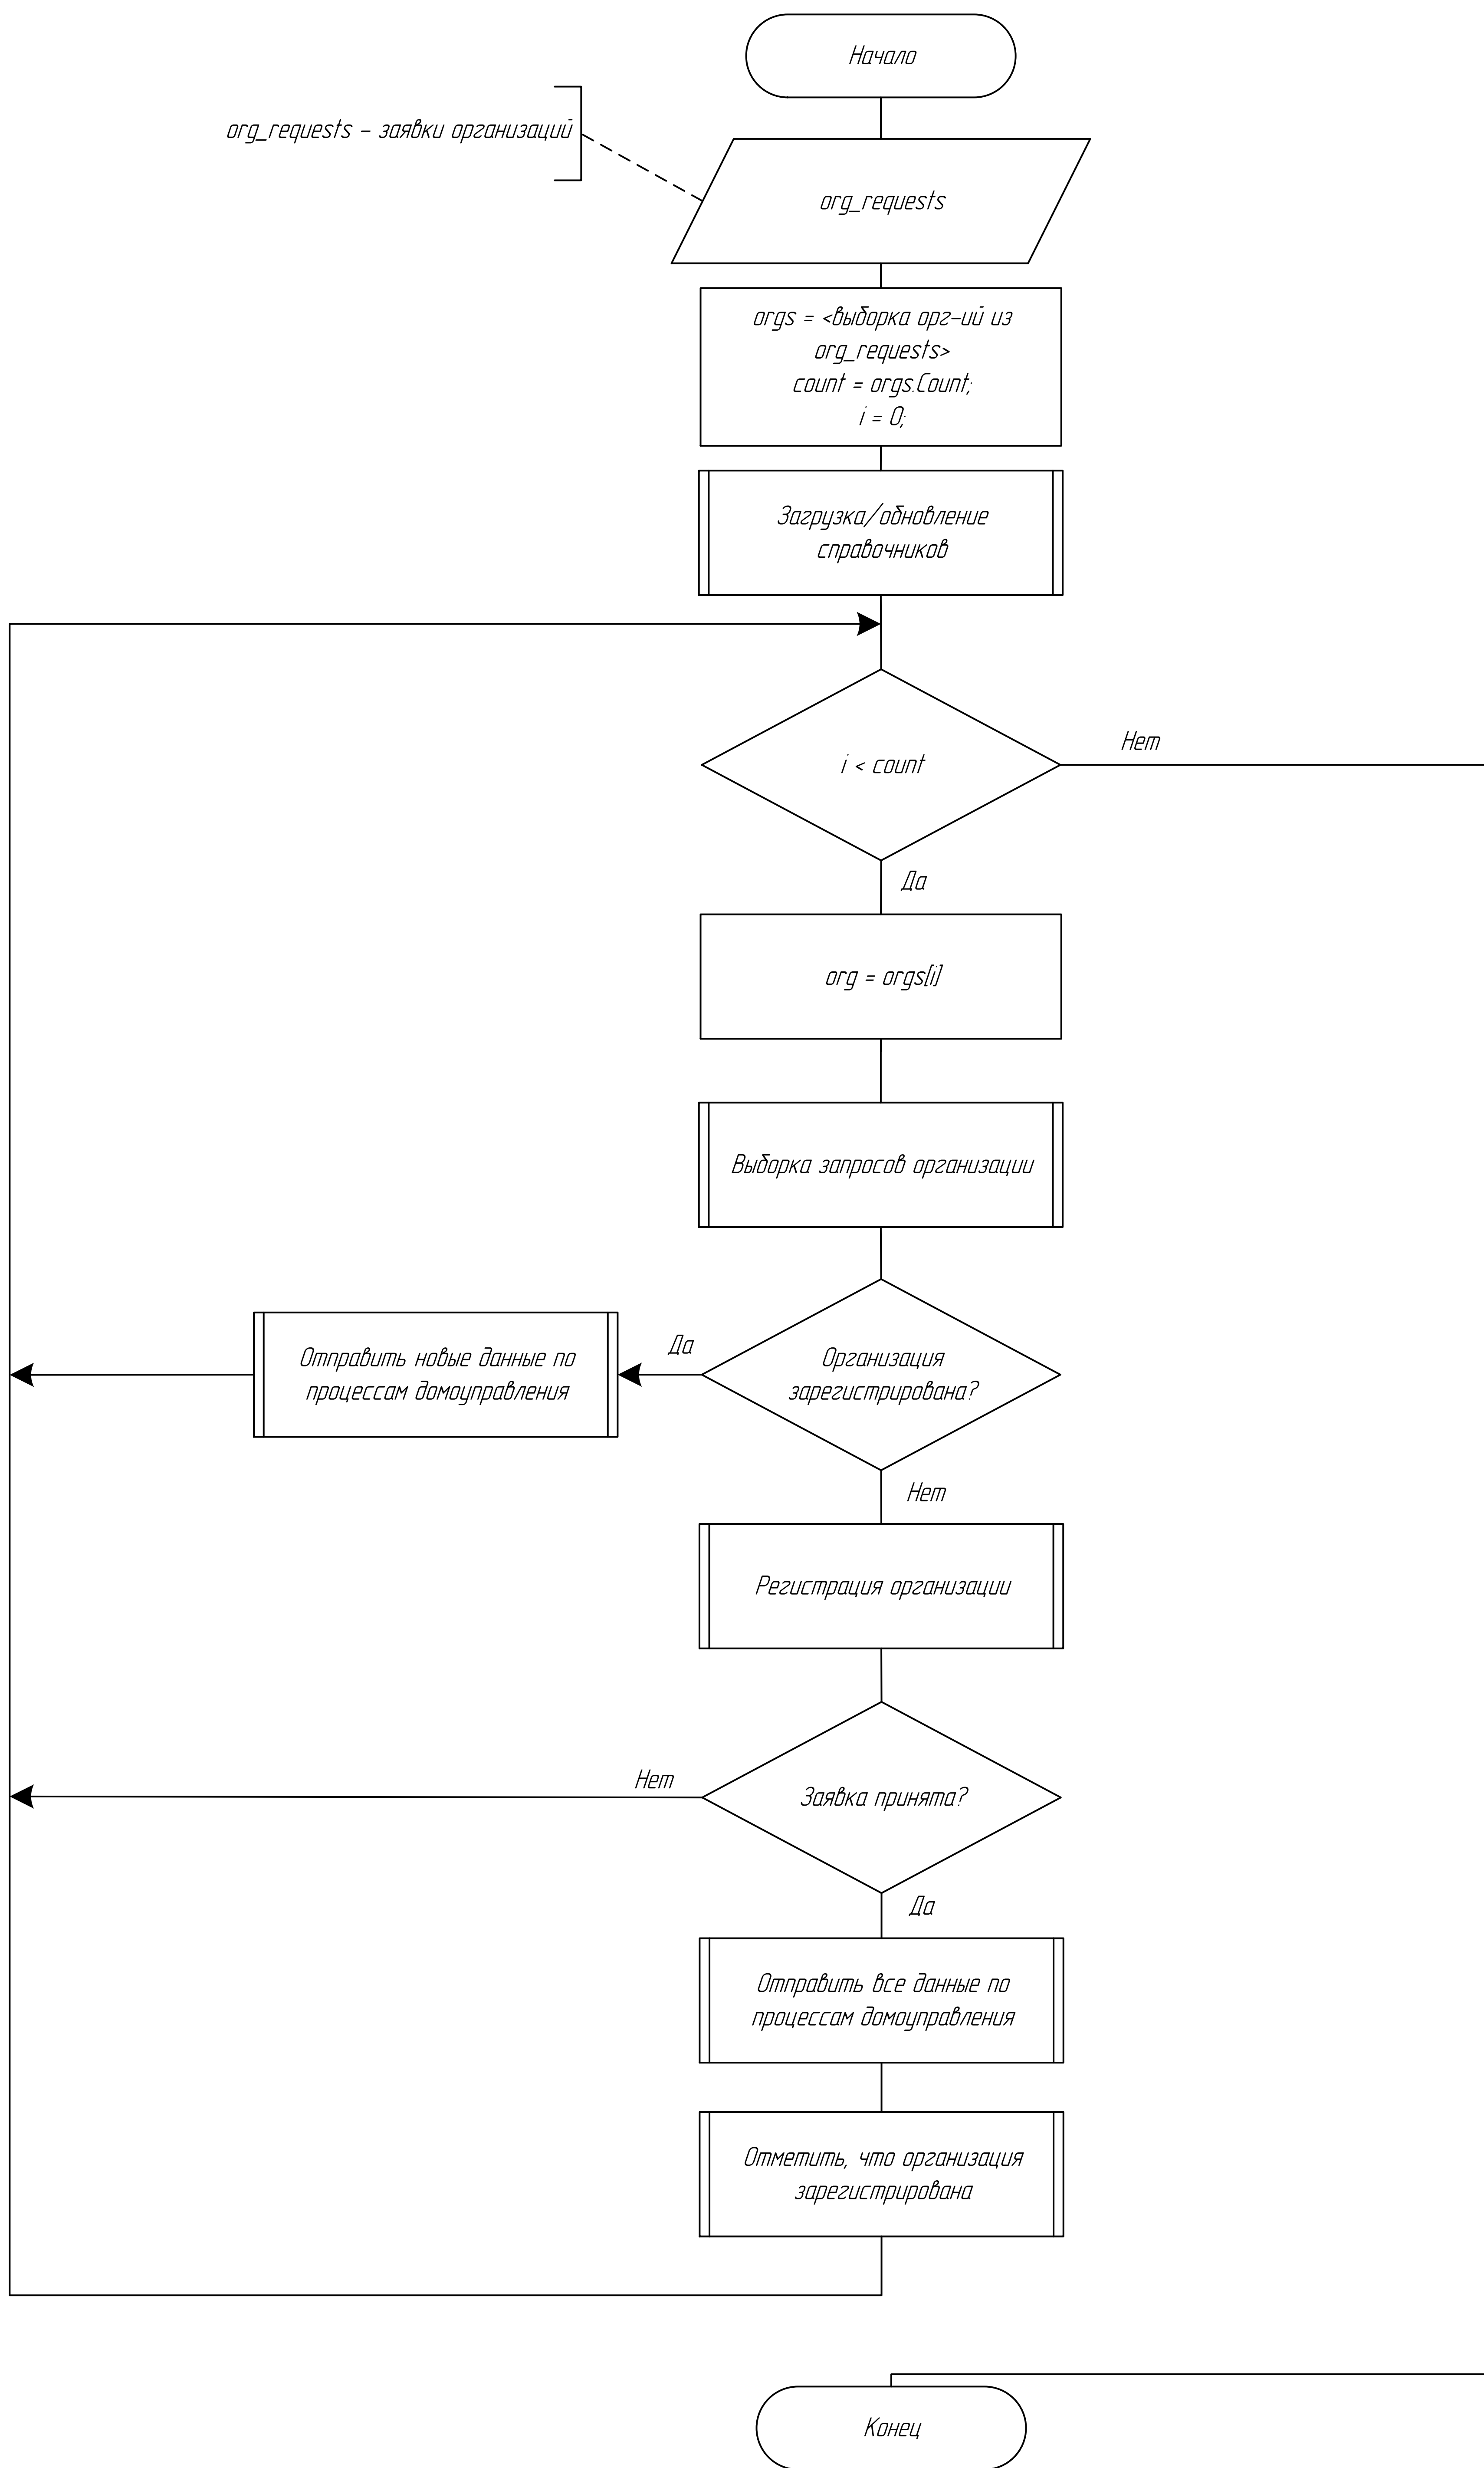 Начало
org_requests – заявки организаций
org_requests
orgs = <выборка орг-ий из
org_requests>
count = orgs.Count;
i = 0;
Загрузка/обновление
справочников
i < count
Нет
Да
org = orgs[i]
Выборка запросов организации
Организация
зарегистрирована?
Да
Отправить новые данные по
процессам домоуправления
Нет
Регистрация организации
Заявка принята?
Нет
Да
Отправить все данные по
процессам домоуправления
Отметить, что организация
зарегистрирована
Конец